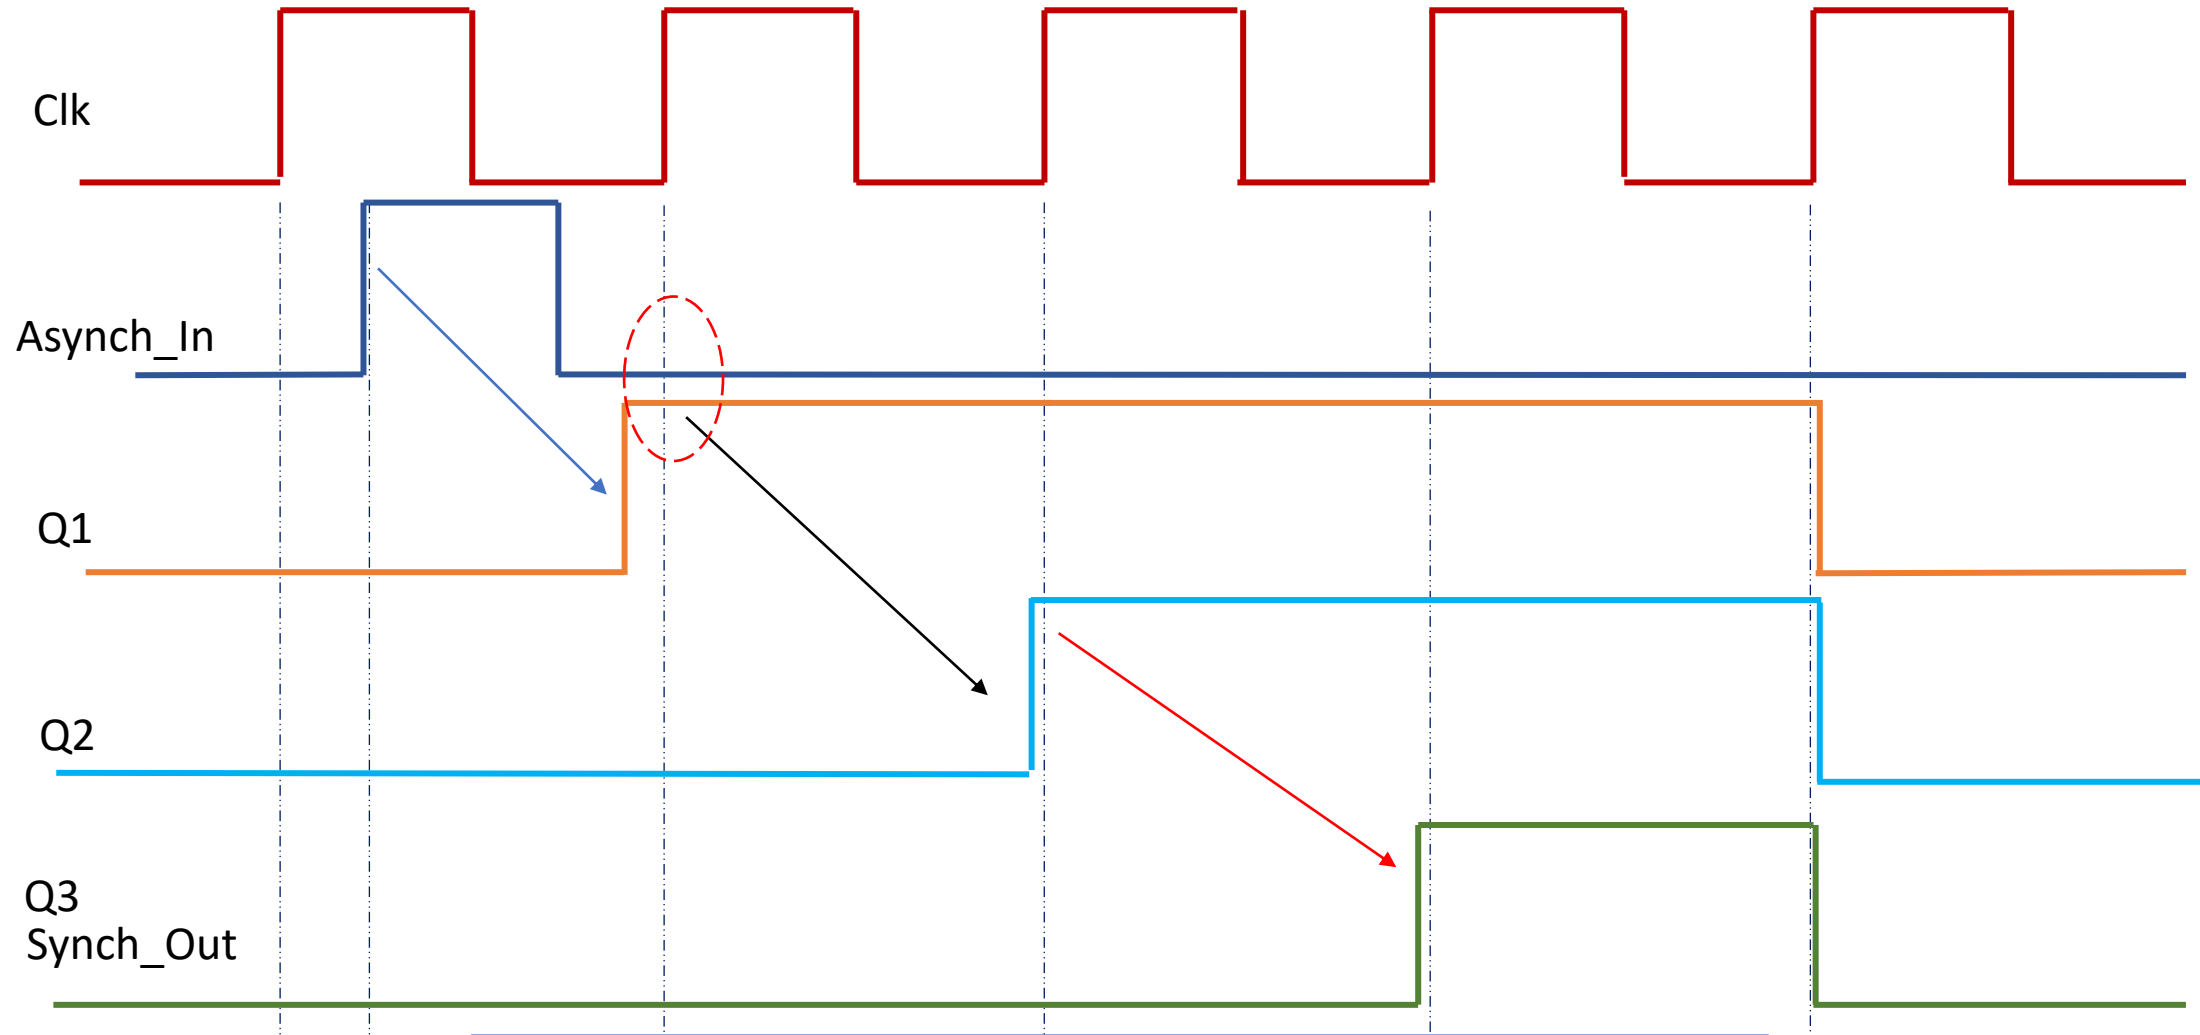 Clk
Asynch_In
Q1
Q2
Q3
Synch_Out